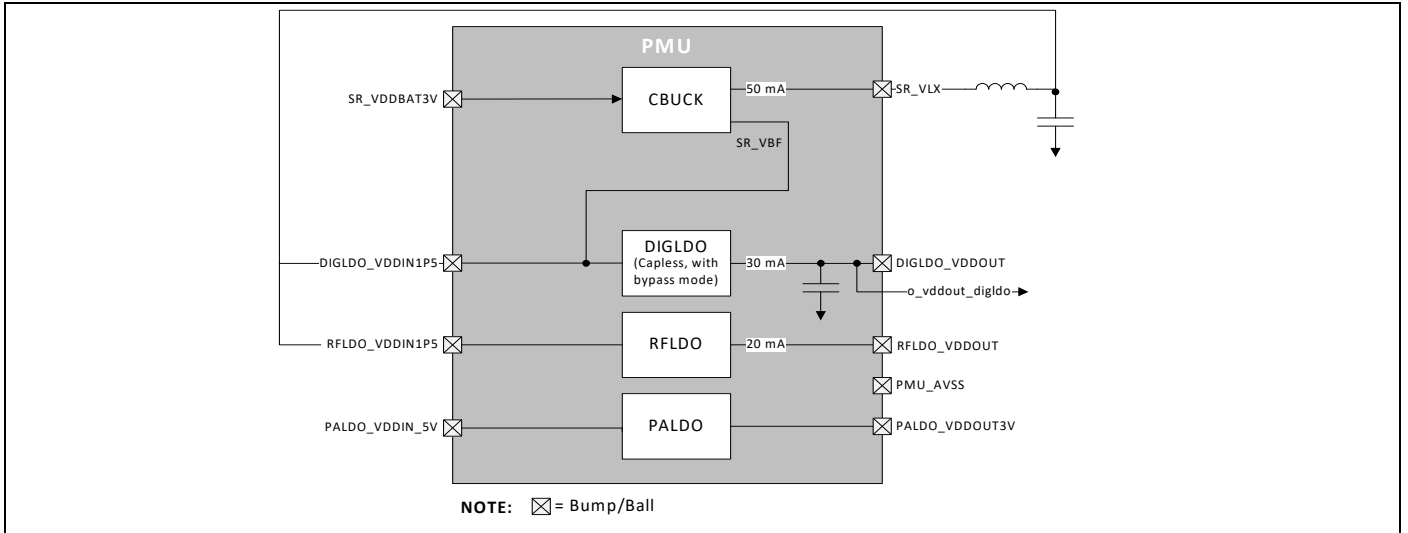 PMU
SR_VDDBAT3V
CBUCK
50 mA
SR_VLX
SR_VBF
DIGLDO_VDDIN1P5
DIGLDO
(Capless, with
bypass mode)
30 mA
DIGLDO_VDDOUT
o_vddout_digldo
RFLDO_VDDIN1P5
RFLDO
20 mA
RFLDO_VDDOUT
PMU_AVSS
PALDO_VDDIN_5V
PALDO
PALDO_VDDOUT3V
NOTE: = Bump/Ball